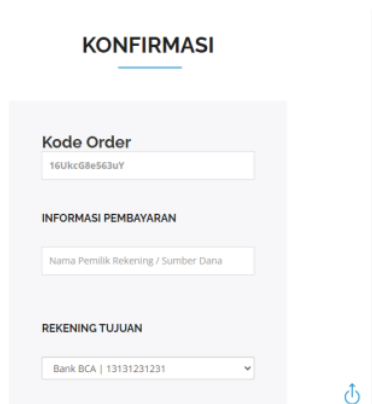 KONFIRMASI
Kode Order
16UkcG8e563uY
INFORMASI PEMBAYARAN
Nama Pemilik Rekening / Sumber Dana
REKENING TUJUAN
Bank BCA | 13131231231